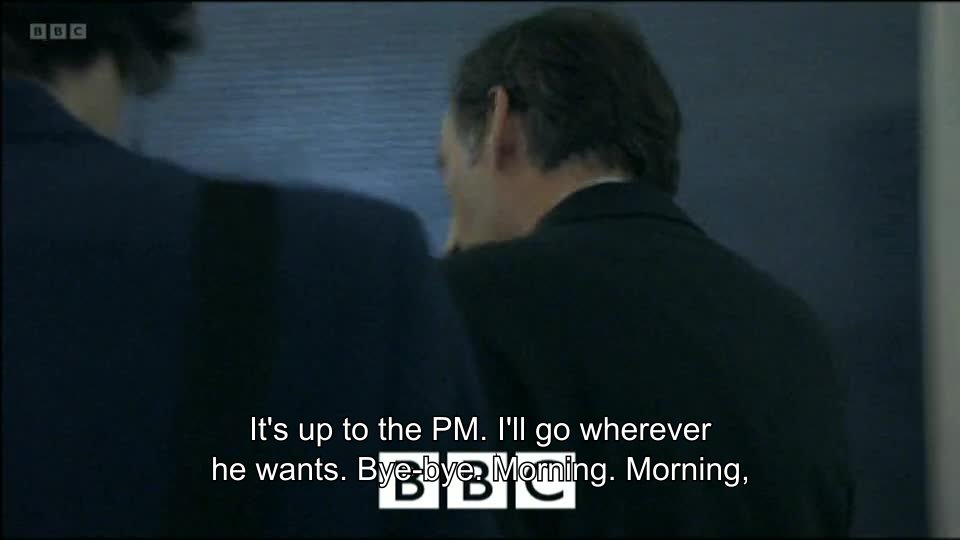 BBC
It's up to the PM. I'll go wherever
he wants. Bye-bye. Morning. Morning,
BBC